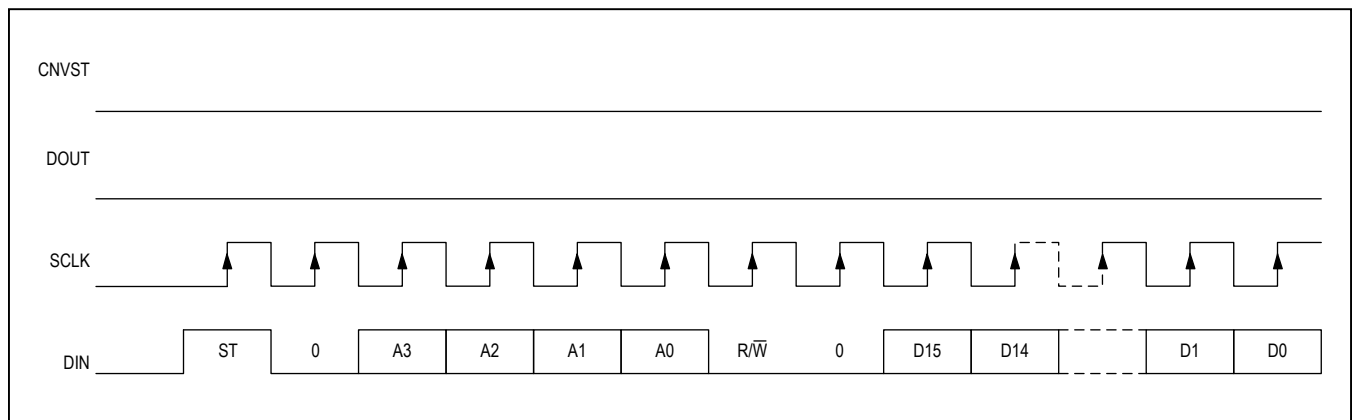 CNVST
DOUT
SCLK
DIN
ST 0 A3 A2 A1 A0 R/W̅ 0 D15 D14 D1 D0